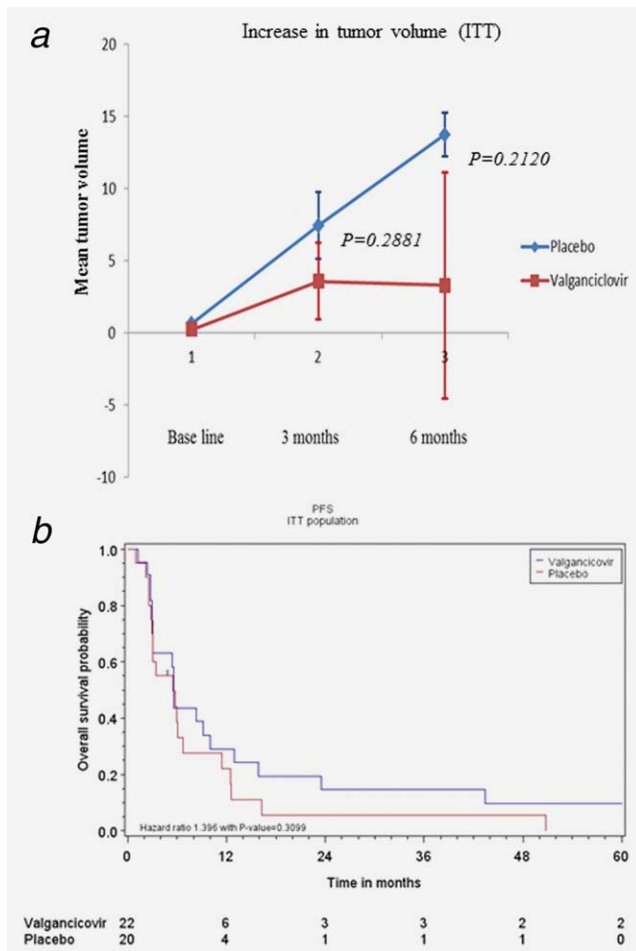 a
Increase in tumor volume (ITT)
20
15
10
5
0
-5
-10
Mean tumor volume
P=0.2120
P=0.2881
Placebo
Valganciclovir
1 2 3
Base line 3 months 6 months
b
PFS
ITT population
Valgancicovir
Placebo
1.0
0.8
0.6
0.4
0.2
0.0
Overall survival probability
Hazard ratio 1.396 with P-value=0.3099
0 12 24 36 48 60
Time in months
Valgancicovir 22 6 3 3 2 2
Placebo 20 4 1 1 1 0